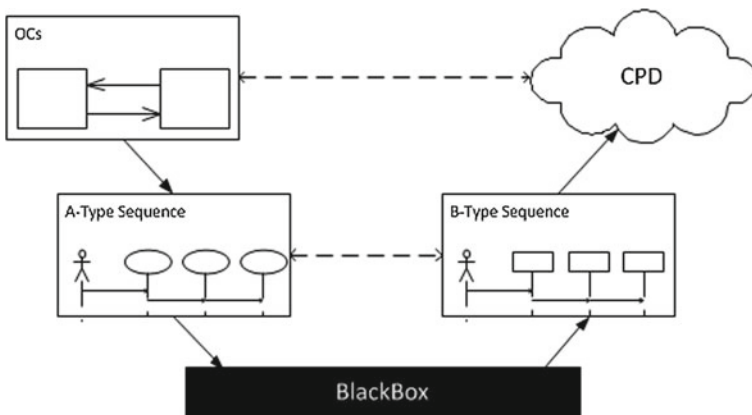 OCs
CPD
A-Type Sequence
B-Type Sequence
BlackBox